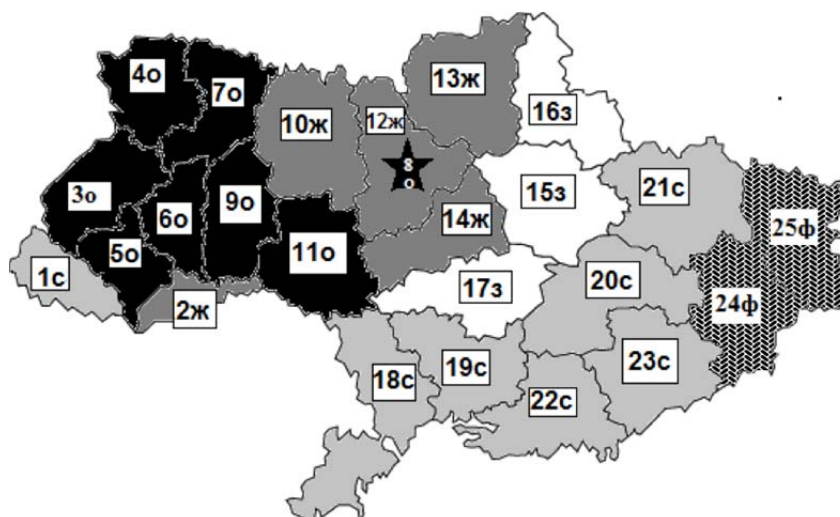 4о
7о
13ж
10ж
12ж
16з
8
о
3о
6о
9о
15з
21с
25ф
14ж
5о
11о
1с
17з
20с
24ф
2ж
18с
19с
23с
22с